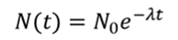 N(t) = N₀e^{-λt}